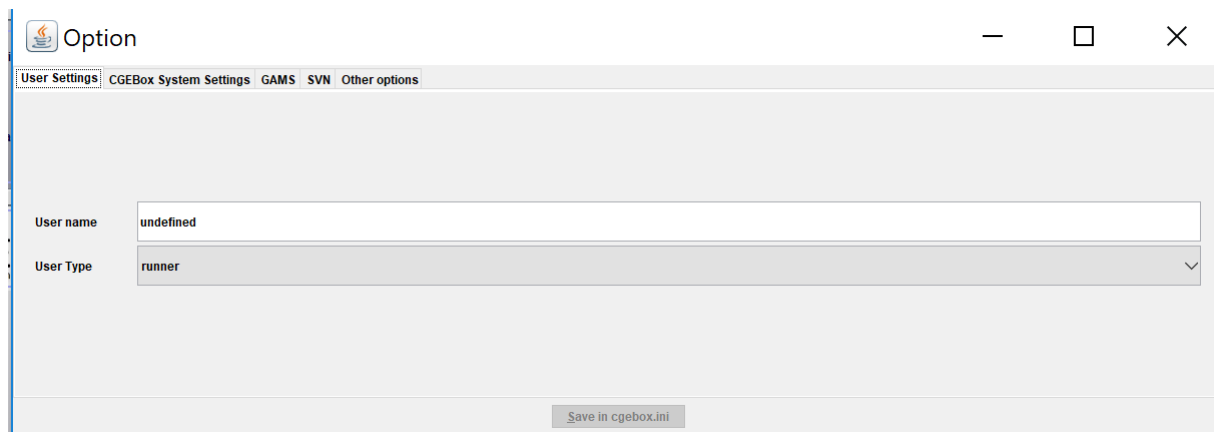 Option
User Settings CGEBox System Settings GAMS SVN Other options
User name undefined
User Type runner
Save in cgebox.ini